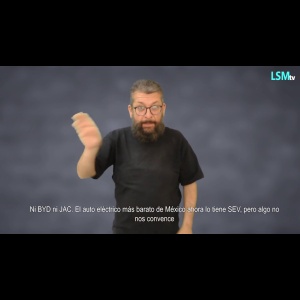 LSMtv
Ni BYD ni JAC. El auto eléctrico más barato de México ahora lo tiene SEV, pero algo no
nos convence